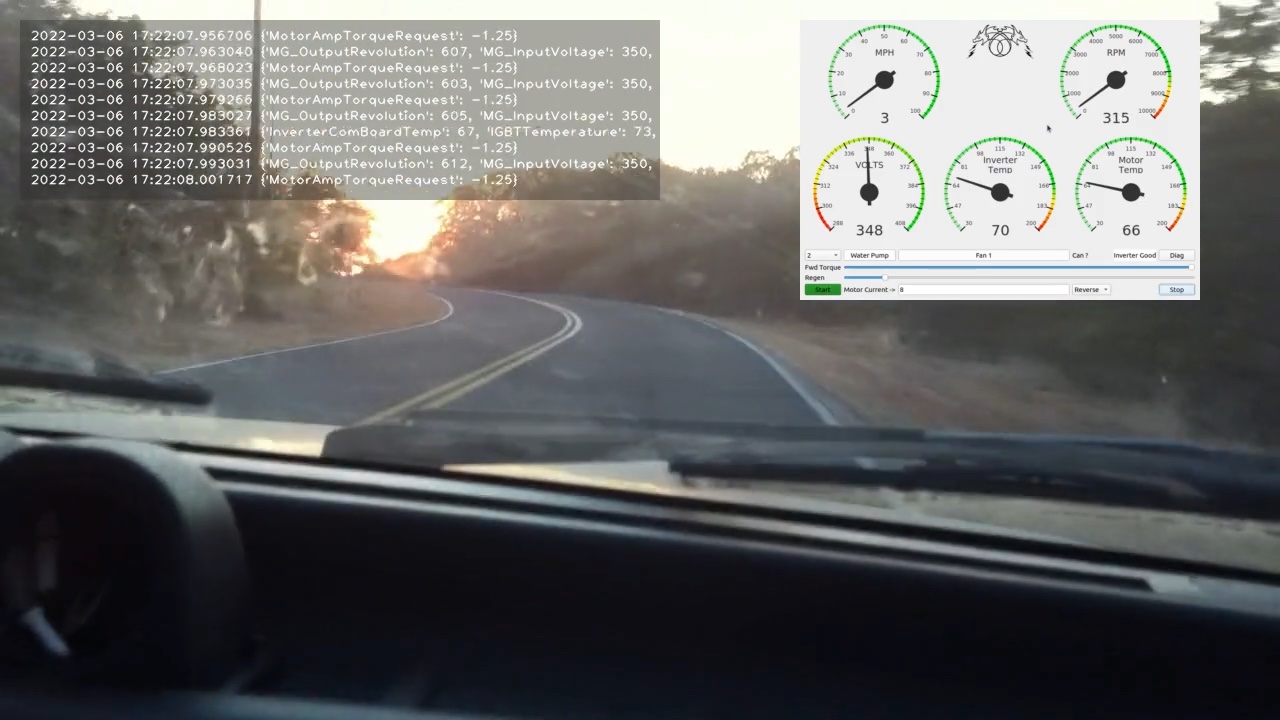 2022-03-06 17:22:07.956706 {'MotorAmpTorqueRequest': -1.25}
2022-03-06 17:22:07.963040 {'MG_OutputRevolution': 607, 'MG_InputVoltage': 350,
2022-03-06 17:22:07.968023 {'MotorAmpTorqueRequest': -1.25}
2022-03-06 17:22:07.973035 {'MG_OutputRevolution': 603, 'MG_InputVoltage': 350,
2022-03-06 17:22:07.979266 {'MotorAmpTorqueRequest': -1.25}
2022-03-06 17:22:07.983027 {'MG_OutputRevolution': 605, 'MG_InputVoltage': 350,
2022-03-06 17:22:07.983361 {'InverterComBoardTemp': 67, 'IGBTTemperature': 73,
2022-03-06 17:22:07.990525 {'MotorAmpTorqueRequest': -1.25}
2022-03-06 17:22:07.993031 {'MG_OutputRevolution': 612, 'MG_InputVoltage': 350,
2022-03-06 17:22:08.001717 {'MotorAmpTorqueRequest': -1.25}
0 10 20 30 40 50 60 70 80 90 100
MPH
3
1000 3000 4000 5000 6000 7000 8000 9000 10000
RPM
315
288 300 312 324 336 348 360 372 384 396 408
VOLTS
348
30 47 64 81 98 115 132 149 166 183 200
Inverter
Temp
70
30 47 64 81 98 115 132 149 166 183 200
Motor
Temp
66
2 Water Pump Fan 1 Can ? Inverter Good Diag
Fwd Torque
Regen
Start Motor Current -> 8 Reverse Stop